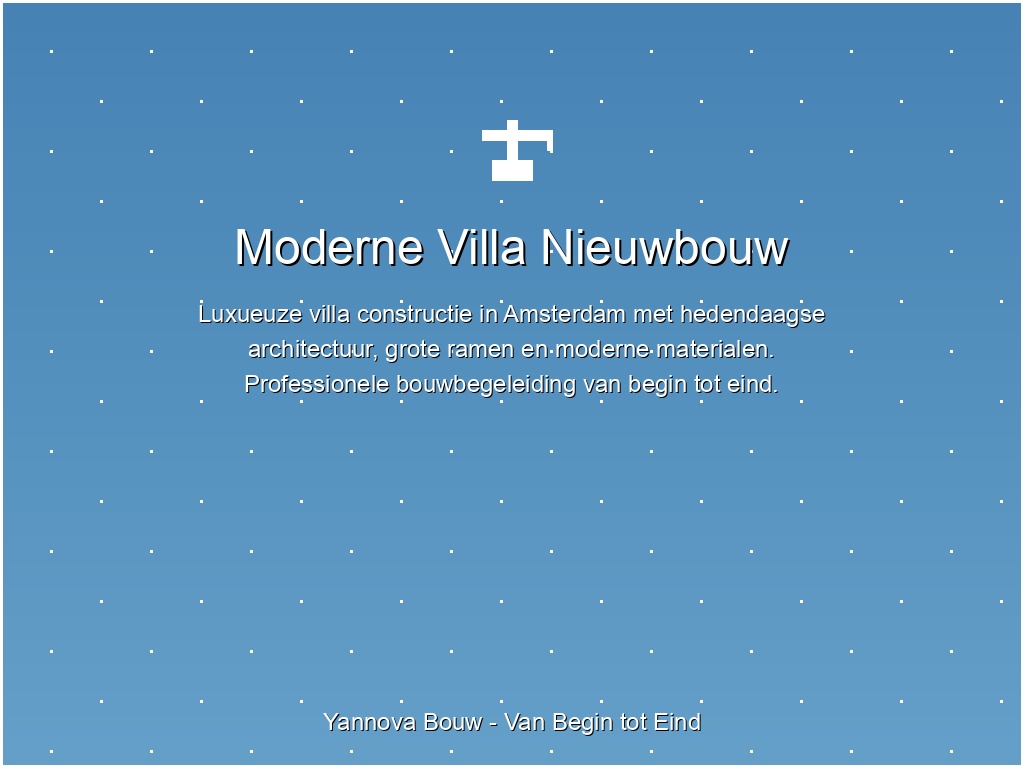 Moderne Villa Nieuwbouw
Luxueuze villa constructie in Amsterdam met hedendaagse
architectuur, grote ramen en moderne materialen.
Professionele bouwbegeleiding van begin tot eind.
Yannova Bouw - Van Begin tot Eind